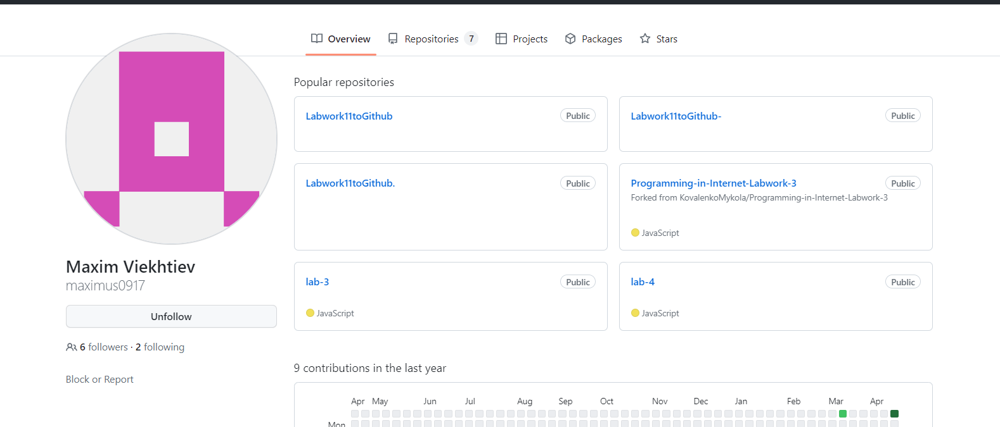 Overview Repositories 7 Projects Packages Stars
Maxim Viekhtiev
maximus0917
Unfollow
6 followers · 2 following
Block or Report
Popular repositories
Labwork11toGithub Public
Labwork11toGithub- Public
Labwork11toGithub. Public
Programming-in-Internet-Labwork-3 Public
Forked from KovalenkoMykola/Programming-in-Internet-Labwork-3
JavaScript
lab-3 Public
JavaScript
lab-4 Public
JavaScript
9 contributions in the last year
Apr May Jun Jul Aug Sep Oct Nov Dec Jan Feb Mar Apr
Mon